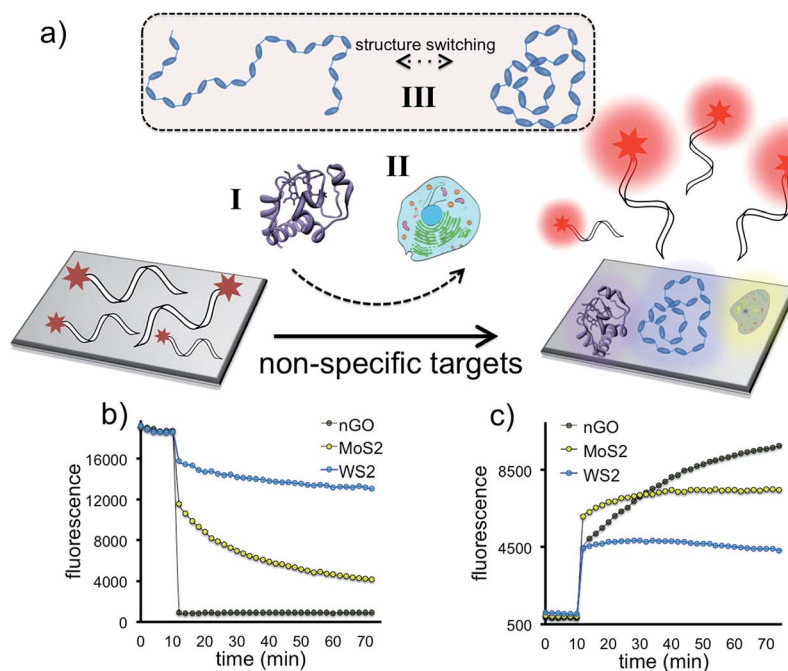 a)
structure switching
III
I
II
non-specific targets
b)
nGO
MoS2
WS2
16000
12000
8000
4000
0
0 10 20 30 40 50 60 70
time (min)
fluorescence
c)
nGO
MoS2
WS2
8500
4500
500
0 10 20 30 40 50 60 70
time (min)
fluorescence